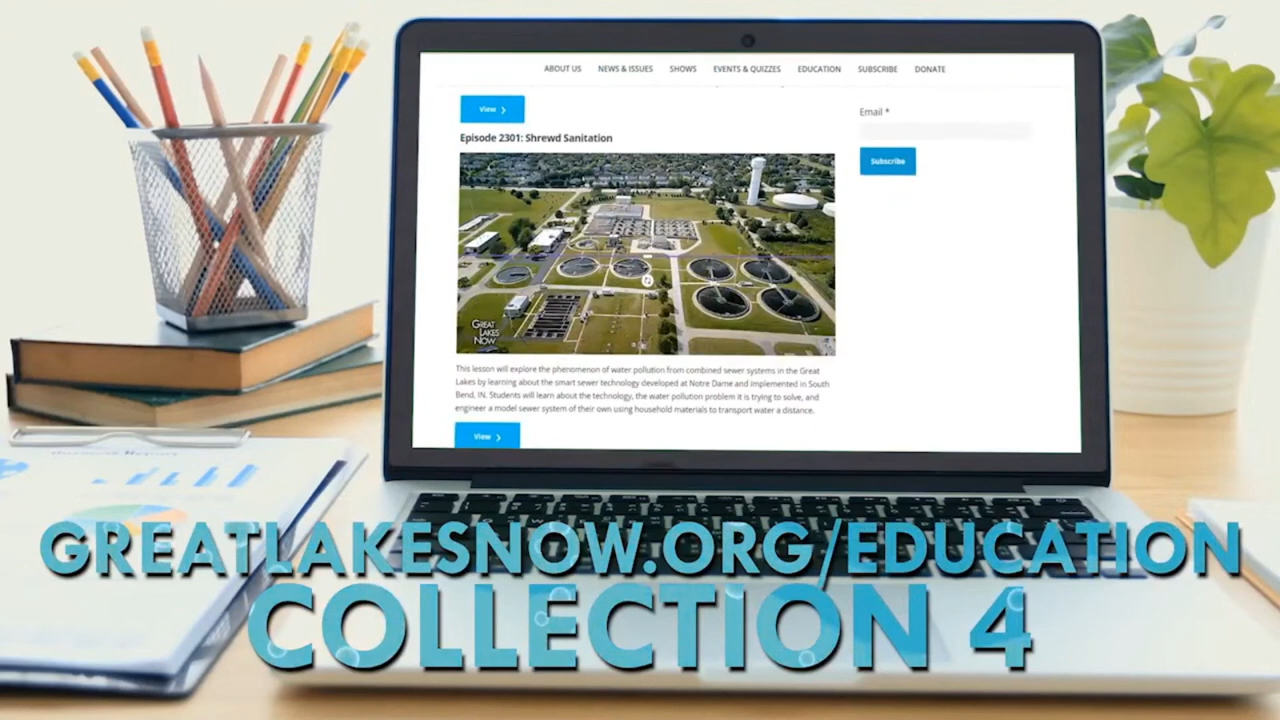 ABOUT US NEWS & ISSUES SHOWS EVENTS & QUIZZES EDUCATION SUBSCRIBE DONATE
View
Email *
Episode 2301: Shrewd Sanitation
Subscribe
GREAT
LAKES
NOW
This lesson will explore the phenomenon of water pollution from combined sewer systems in the Great
Lakes by learning about the smart sewer technology developed at Notre Dame and implemented in South
Bend, IN. Students will learn about the technology, the water pollution problem it is trying to solve, and
engineer a model sewer system of their own using household materials to transport water a distance.
View
GREATLAKESNOW.ORG/EDUCATION
COLLECTION 4